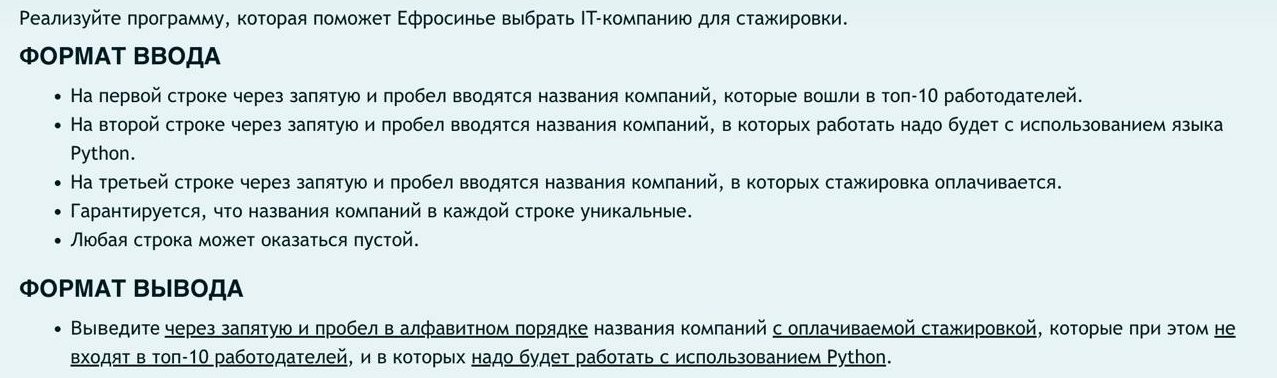 Реализуйте программу, которая поможет Ефросинье выбрать IT-компанию для стажировки.
ФОРМАТ ВВОДА
• На первой строке через запятую и пробел вводятся названия компаний, которые вошли в топ-10 работодателей.
• На второй строке через запятую и пробел вводятся названия компаний, в которых работать надо будет с использованием языка
Python.
• На третьей строке через запятую и пробел вводятся названия компаний, в которых стажировка оплачивается.
• Гарантируется, что названия компаний в каждой строке уникальные.
• Любая строка может оказаться пустой.
ФОРМАТ ВЫВОДА
• Выведите через запятую и пробел в алфавитном порядке названия компаний с оплачиваемой стажировкой, которые при этом не
входят в топ-10 работодателей, и в которых надо будет работать с использованием Python.